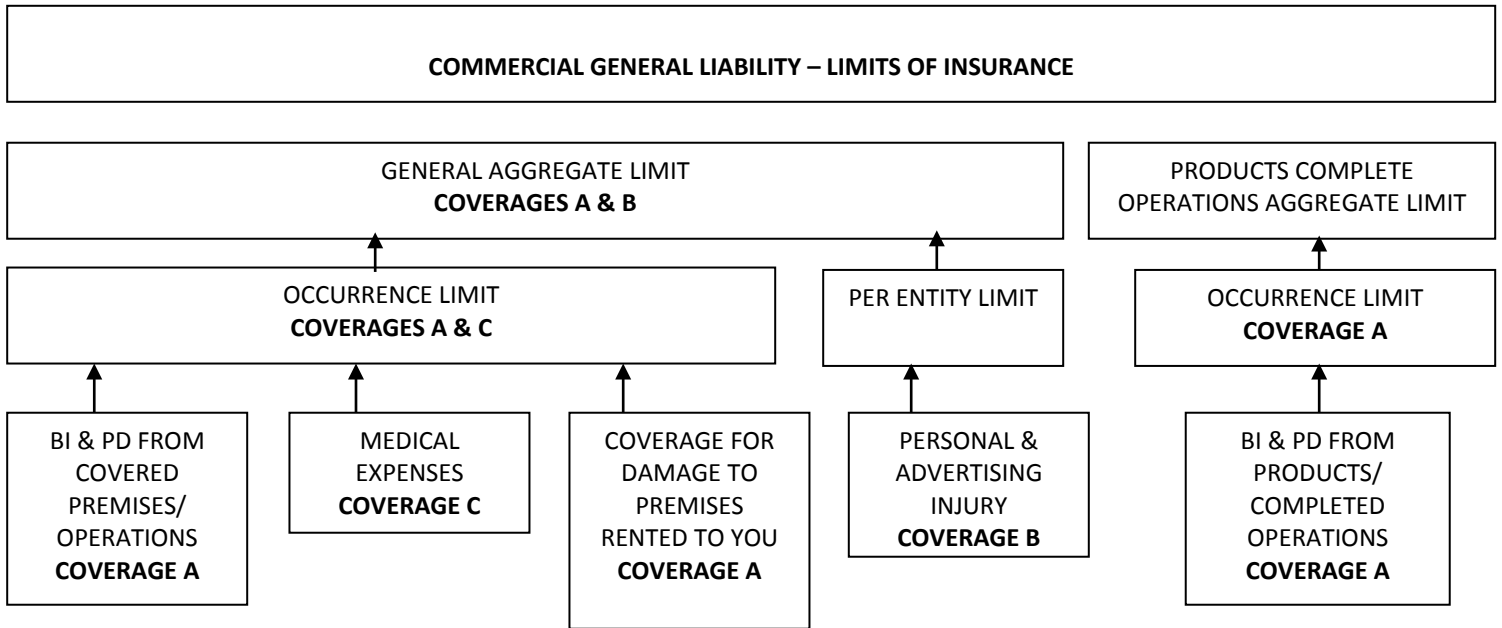 COMMERCIAL GENERAL LIABILITY – LIMITS OF INSURANCE
GENERAL AGGREGATE LIMIT
COVERAGES A & B
PRODUCTS COMPLETE
OPERATIONS AGGREGATE LIMIT
OCCURRENCE LIMIT
COVERAGES A & C
PER ENTITY LIMIT
OCCURRENCE LIMIT
COVERAGE A
BI & PD FROM
COVERED
PREMISES/
OPERATIONS
COVERAGE A
MEDICAL
EXPENSES
COVERAGE C
COVERAGE FOR
DAMAGE TO
PREMISES
RENTED TO YOU
COVERAGE A
PERSONAL &
ADVERTISING
INJURY
COVERAGE B
BI & PD FROM
PRODUCTS/
COMPLETED
OPERATIONS
COVERAGE A